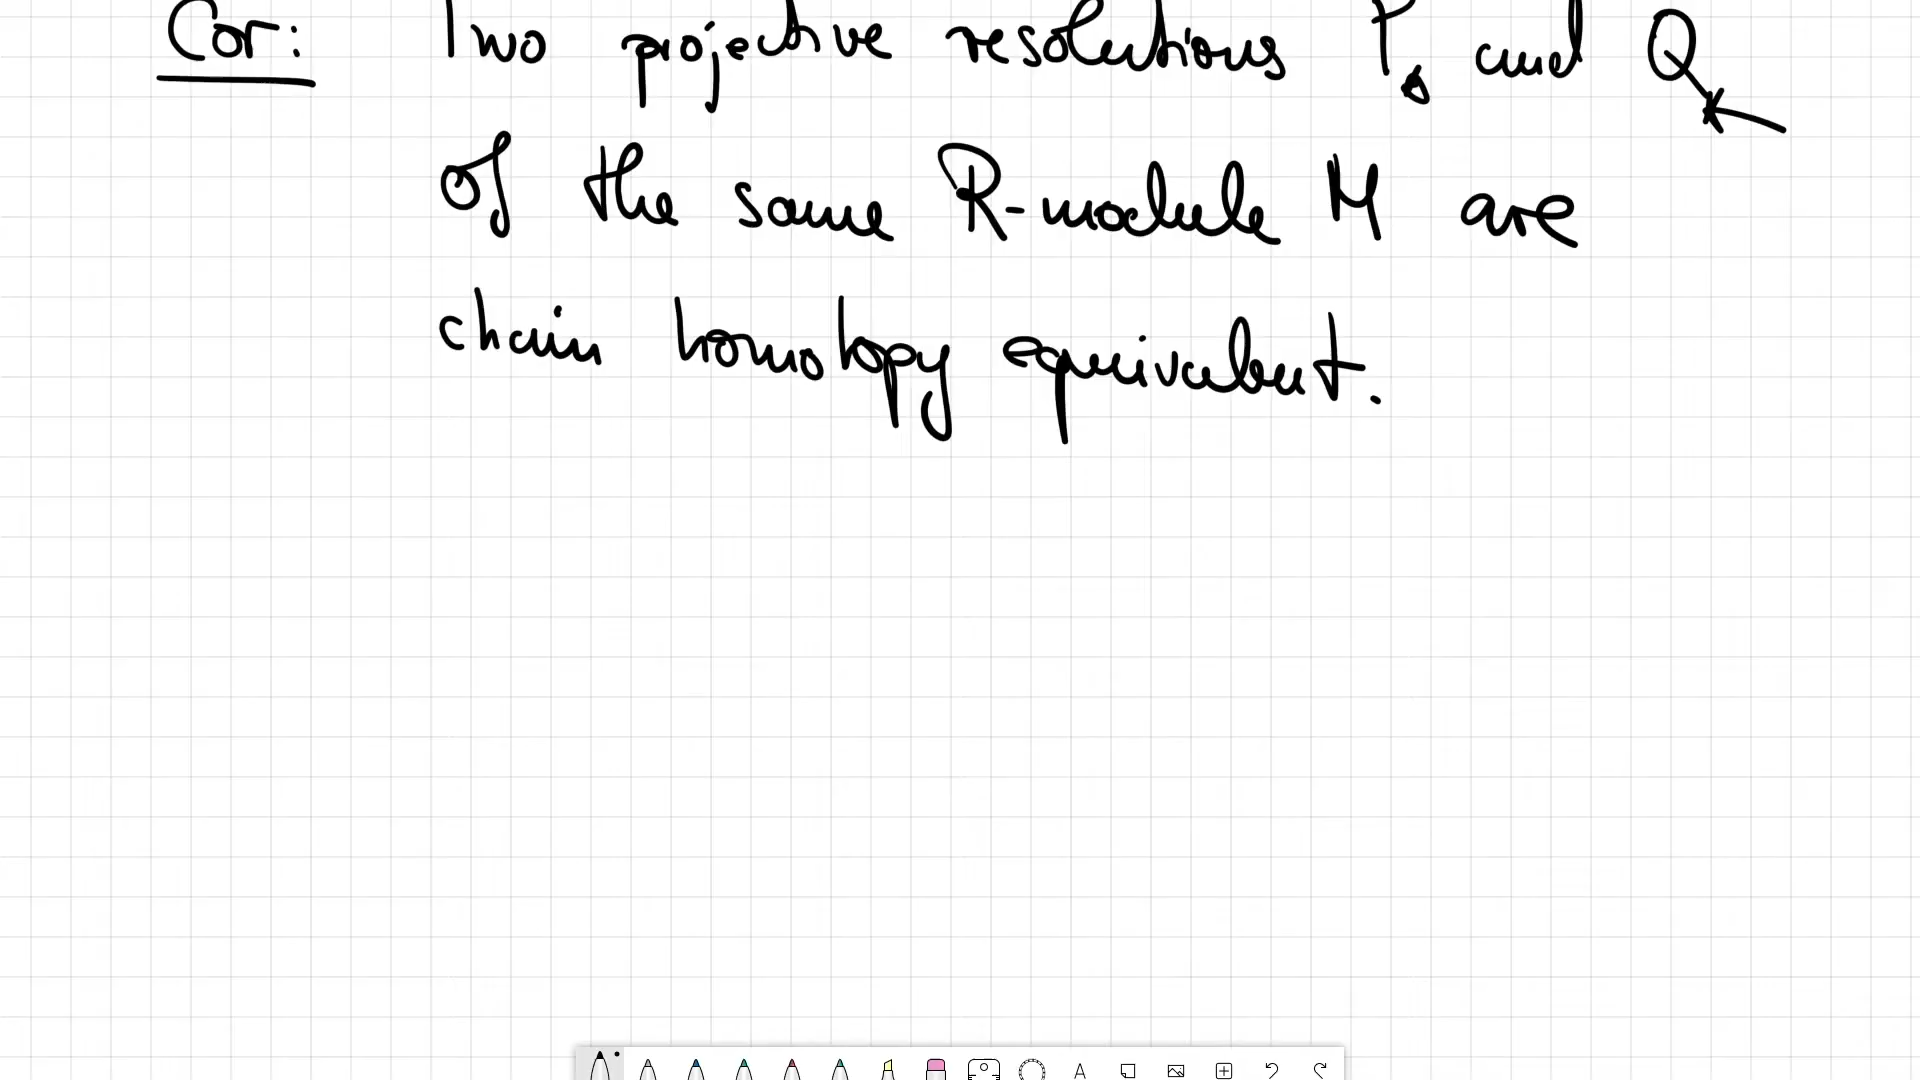 Cor: Two projective resolutions P. and Q.
of the same R-module M are
chain homotopy equivalent.
A